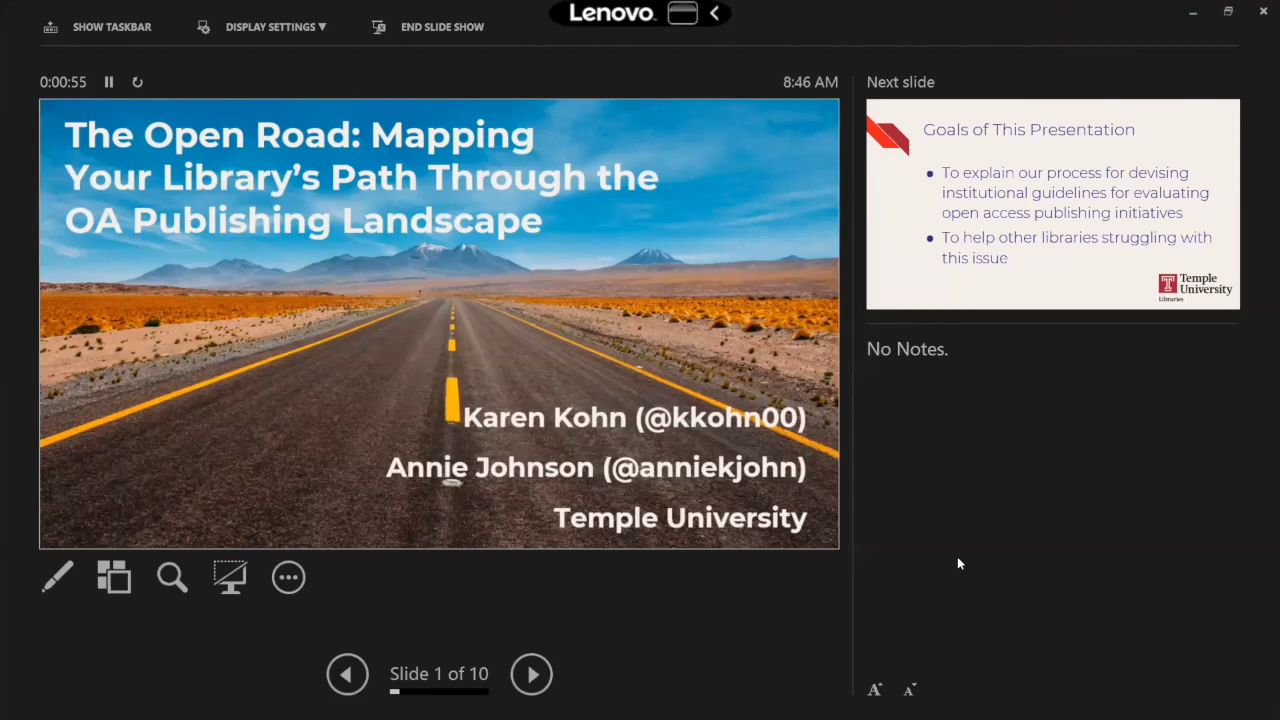 Lenovo
SHOW TASKBAR
DISPLAY SETTINGS ▼
END SLIDE SHOW
0:00:55
8:46 AM
The Open Road: Mapping
Your Library’s Path Through the
OA Publishing Landscape
Karen Kohn (@kkohn00)
Annie Johnson (@anniekjohn)
Temple University
Slide 1 of 10
Next slide
Goals of This Presentation
• To explain our process for devising
institutional guidelines for evaluating
open access publishing initiatives
• To help other libraries struggling with
this issue
T Temple
University
Libraries
No Notes.
A A